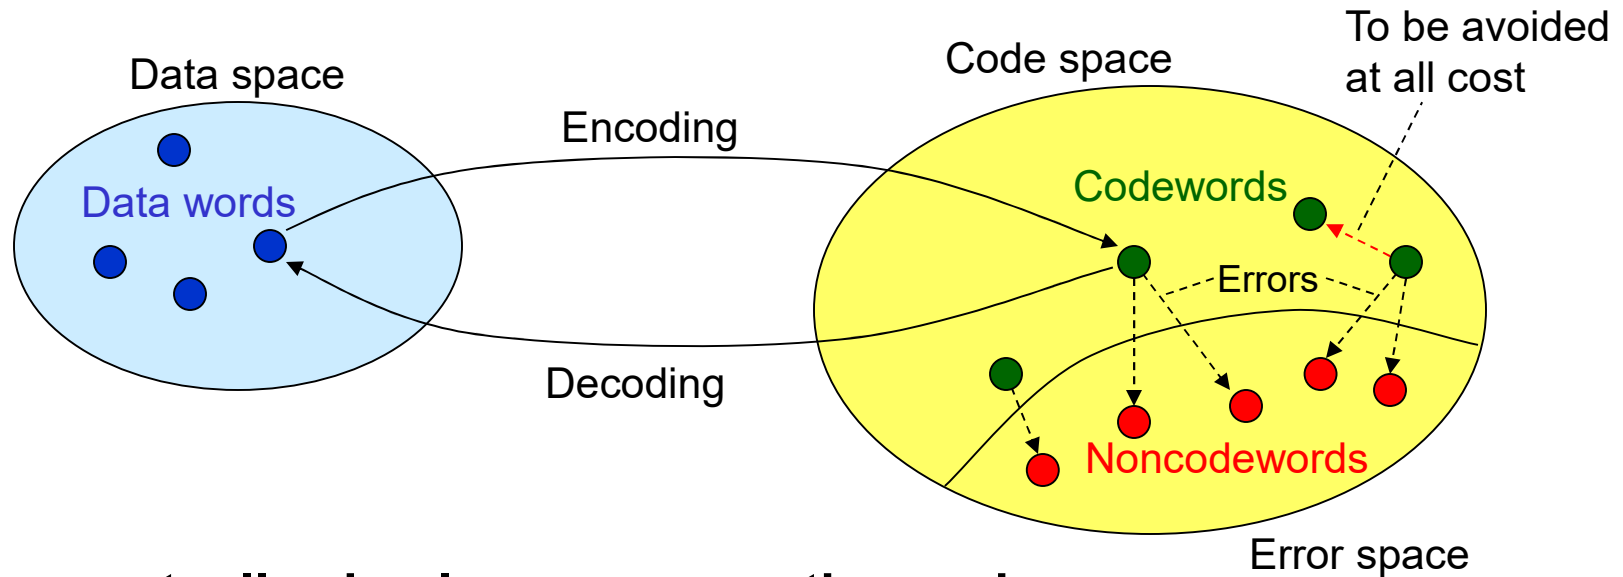 To be avoided
at all cost
Code space
Data space
Encoding
Codewords
Data words
Errors
Decoding
Noncodewords
Error space